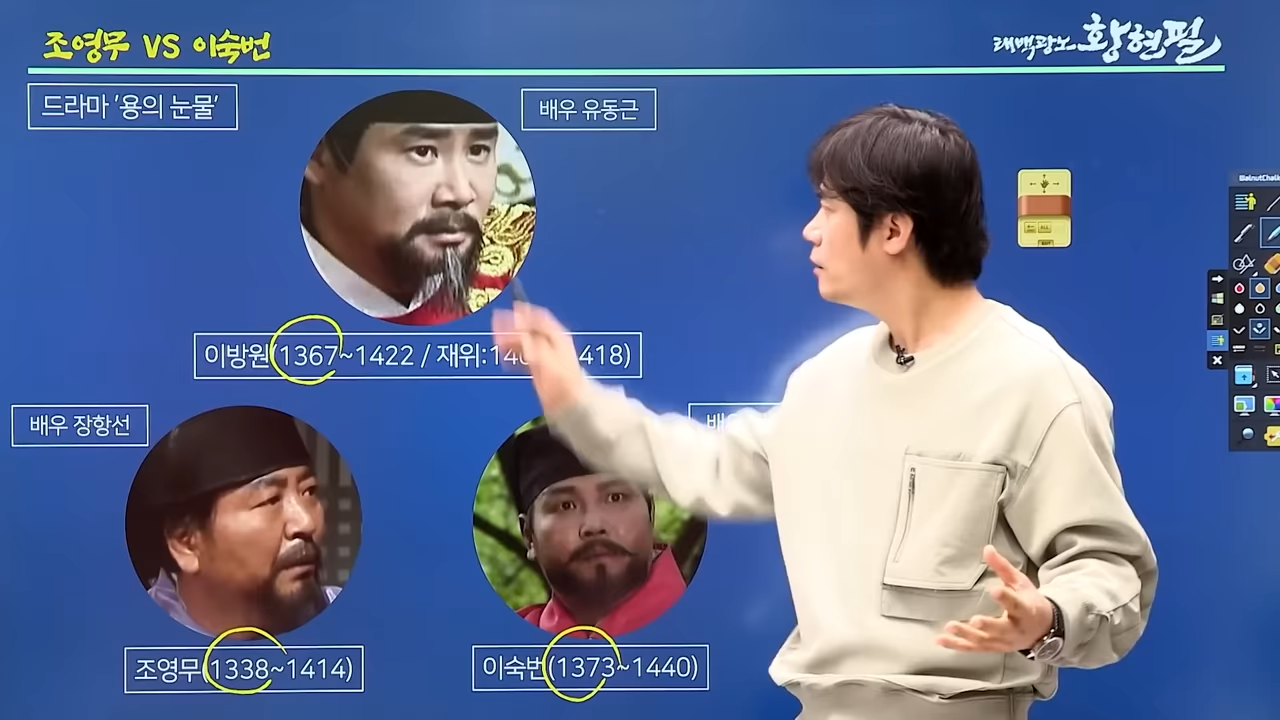 조영무 VS 이숙번
태백광노 황현필
드라마 '용의 눈물'
배우 유동근
이방원(1367~1422 / 재위:14 418)
배우 장항선
배우
조영무(1338~1414)
이숙번(1373~1440)